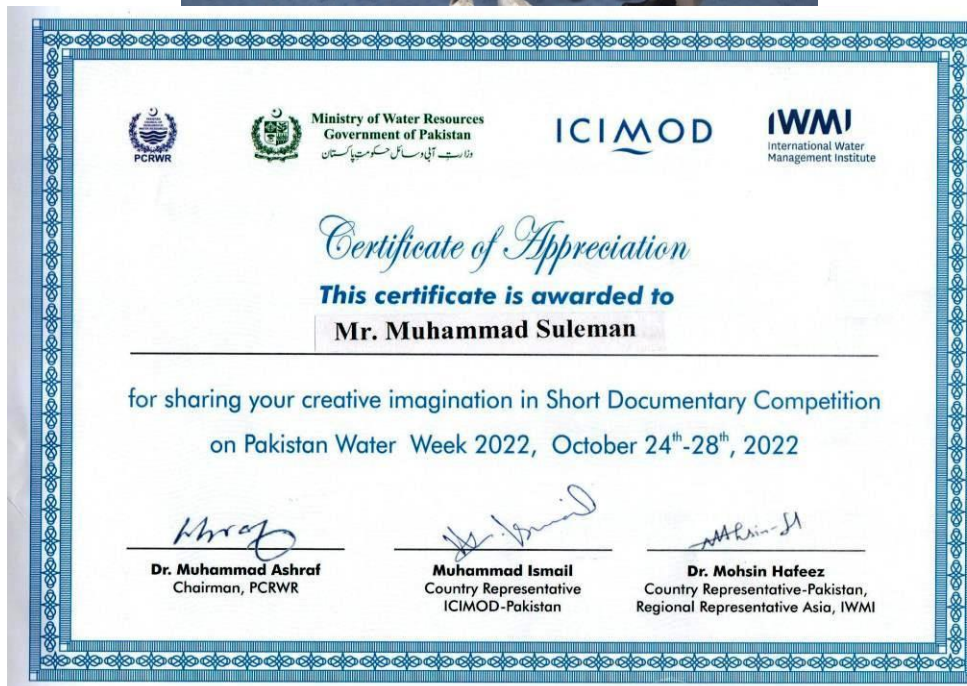 PCRWR
Ministry of Water Resources
Government of Pakistan
وزارت آبی وسائل حکومت پاکستان
ICIMOD
IWMI
International Water
Management Institute
Certificate of Appreciation
This certificate is awarded to
Mr. Muhammad Suleman
for sharing your creative imagination in Short Documentary Competition
on Pakistan Water Week 2022, October 24th-28th, 2022
Dr. Muhammad Ashraf
Chairman, PCRWR
Muhammad Ismail
Country Representative
ICIMOD-Pakistan
Dr. Mohsin Hafeez
Country Representative-Pakistan,
Regional Representative Asia, IWMI